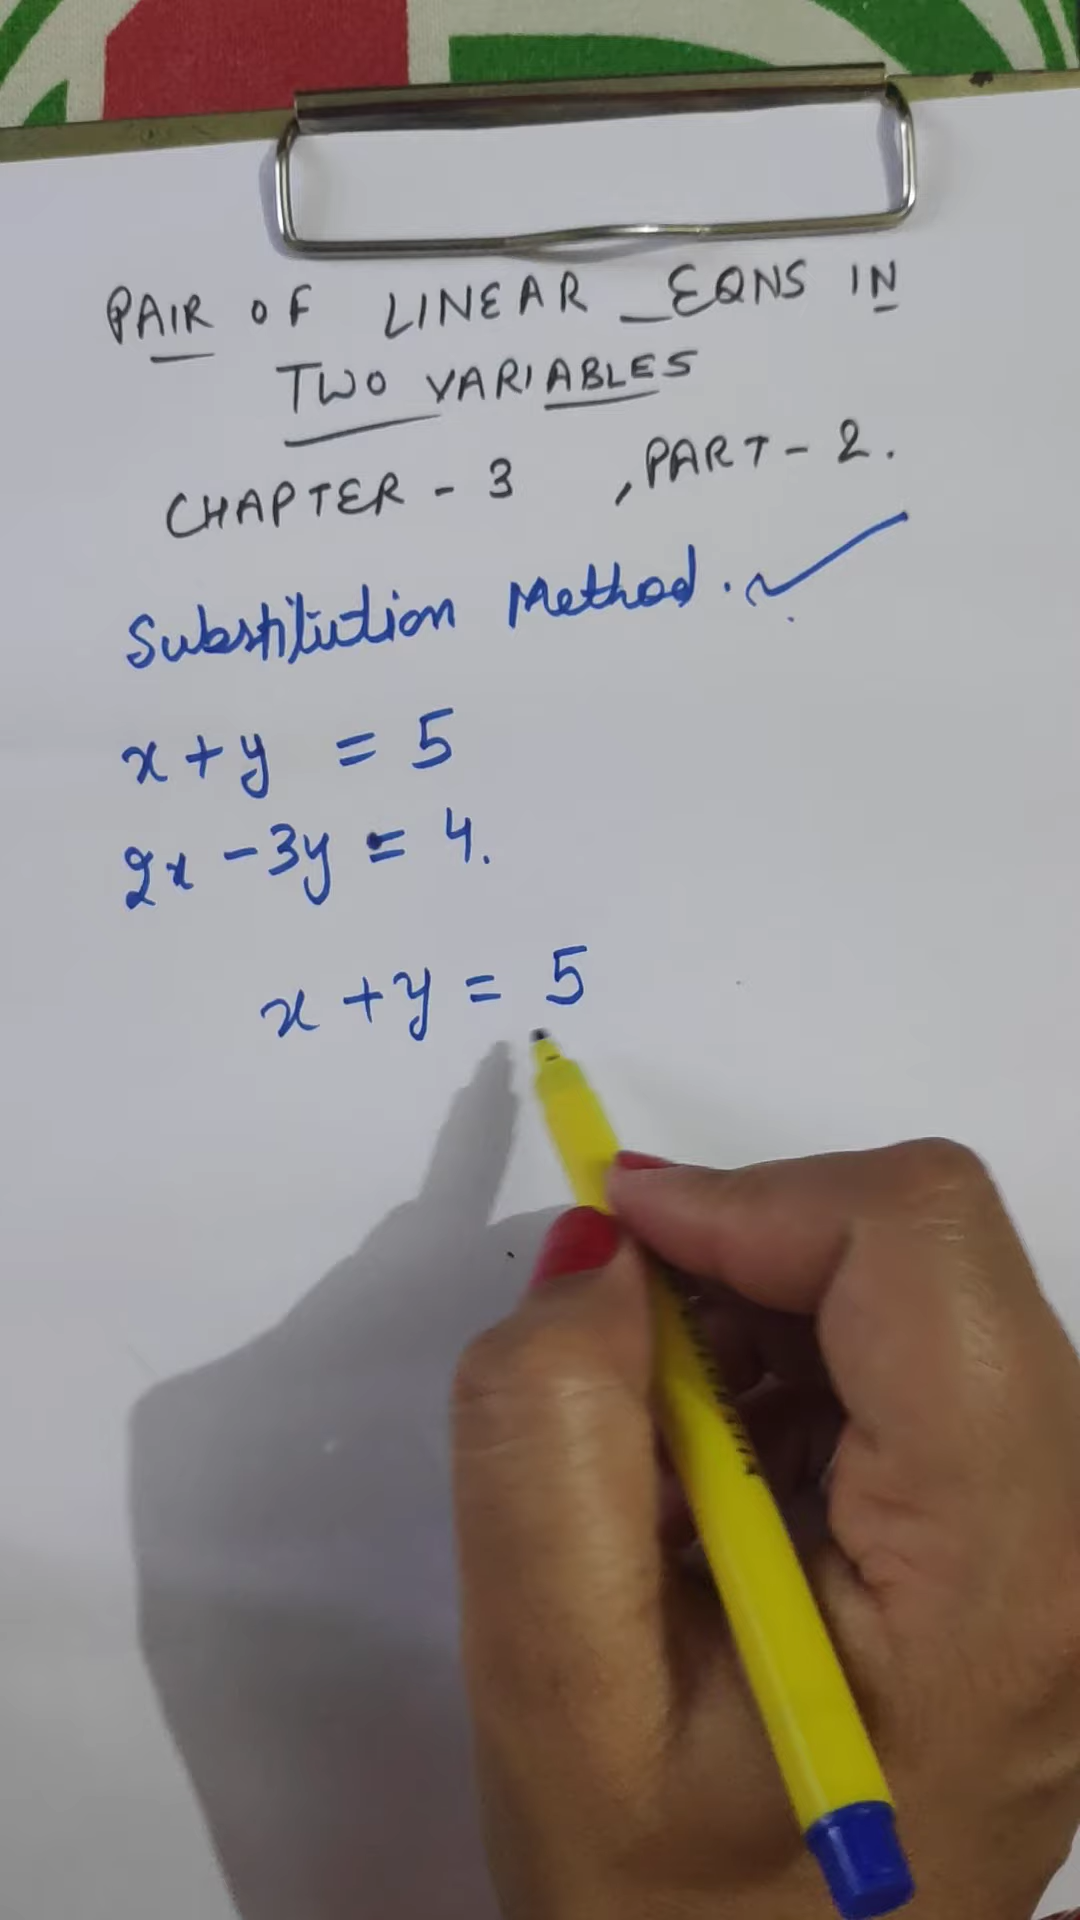 PAIR OF LINEAR EQNS IN
TWO VARIABLES
CHAPTER - 3 , PART - 2.
Substitution Method.
x + y = 5
2x - 3y = 4.
x + y = 5